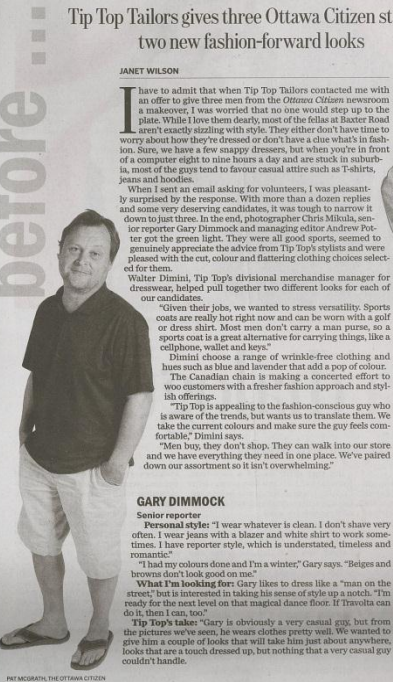 before ...
Tip Top Tailors gives three Ottawa Citizen st
two new fashion-forward looks
JANET WILSON
I have to admit that when Tip Top Tailors contacted me with
an offer to give three men from the Ottawa Citizen newsroom
a makeover, I was worried that no one would step up to the
plate. While I love them dearly, most of the fellas at Baxter Road
aren't exactly sizzling with style. They either don't have time to
worry about how they're dressed or don't have a clue what's in fash-
ion. Sure, we have a few snappy dressers, but when you're in front
of a computer eight to nine hours a day and are stuck in suburb-
ia, most of the guys tend to favour casual attire such as T-shirts,
jeans and hoodies.
When I sent an email asking for volunteers, I was pleasant-
ly surprised by the response. With more than a dozen replies
and some very deserving candidates, it was tough to narrow it
down to just three. In the end, photographer Chris Mikula, sen-
ior reporter Gary Dimmock and managing editor Andrew Pot-
ter got the green light. They were all good sports, seemed to
genuinely appreciate the advice from Tip Top's stylists and were
pleased with the cut, colour and flattering clothing choices select-
ed for them.
Walter Dimini, Tip Top's divisional merchandise manager for
dresswear, helped pull together two different looks for each of
our candidates.
"Given their jobs, we wanted to stress versatility. Sports
coats are really hot right now and can be worn with a golf
or dress shirt. Most men don't carry a man purse, so a
sports coat is a great alternative for carrying things, like a
cellphone, wallet and keys."
Dimini choose a range of wrinkle-free clothing and
hues such as blue and lavender that add a pop of colour.
The Canadian chain is making a concerted effort to
woo customers with a fresher fashion approach and styl-
ish offerings.
"Tip Top is appealing to the fashion-conscious guy who
is aware of the trends, but wants us to translate them. We
take the current colours and make sure the guy feels com-
fortable," Dimini says.
"Men buy, they don't shop. They can walk into our store
and we have everything they need in one place. We've paired
down our assortment so it isn't overwhelming."
GARY DIMMOCK
Senior reporter
Personal style: "I wear whatever is clean. I don't shave very
often. I wear jeans with a blazer and white shirt to work some-
times. I have reporter style, which is understated, timeless and
romantic."
"I had my colours done and I'm a winter," Gary says. "Beiges and
browns don't look good on me."
What I'm looking for: Gary likes to dress like a "man on the
street," but is interested in taking his sense of style up a notch. "I'm
ready for the next level on that magical dance floor. If Travolta can
do it, then I can, too."
Tip Top's take: "Gary is obviously a very casual guy, but from
the pictures we've seen, he wears clothes pretty well. We wanted to
give him a couple of looks that will take him just about anywhere,
looks that are a touch dressed up, but nothing that a very casual guy
couldn't handle.
PAT MCGRATH, THE OTTAWA CITIZEN